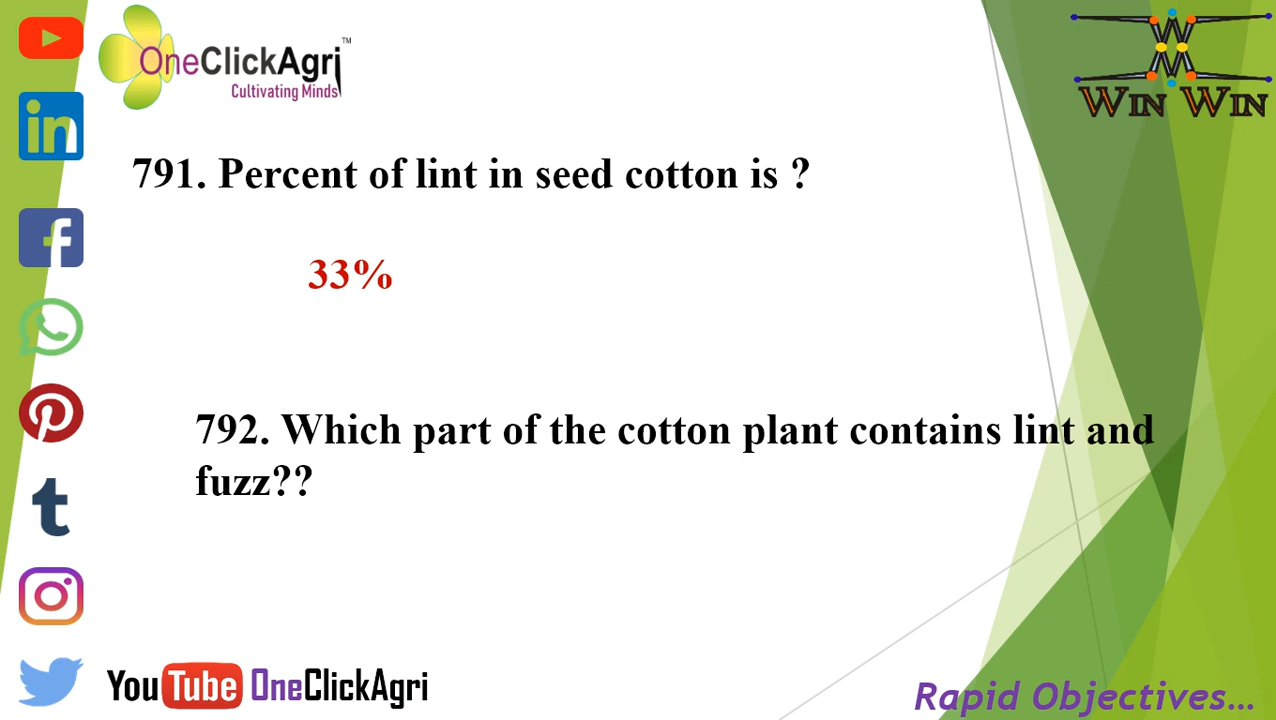 OneClickAgri™
Cultivating Minds
WIN WIN
791. Percent of lint in seed cotton is ?
33%
792. Which part of the cotton plant contains lint and
fuzz??
YouTube OneClickAgri
Rapid Objectives...